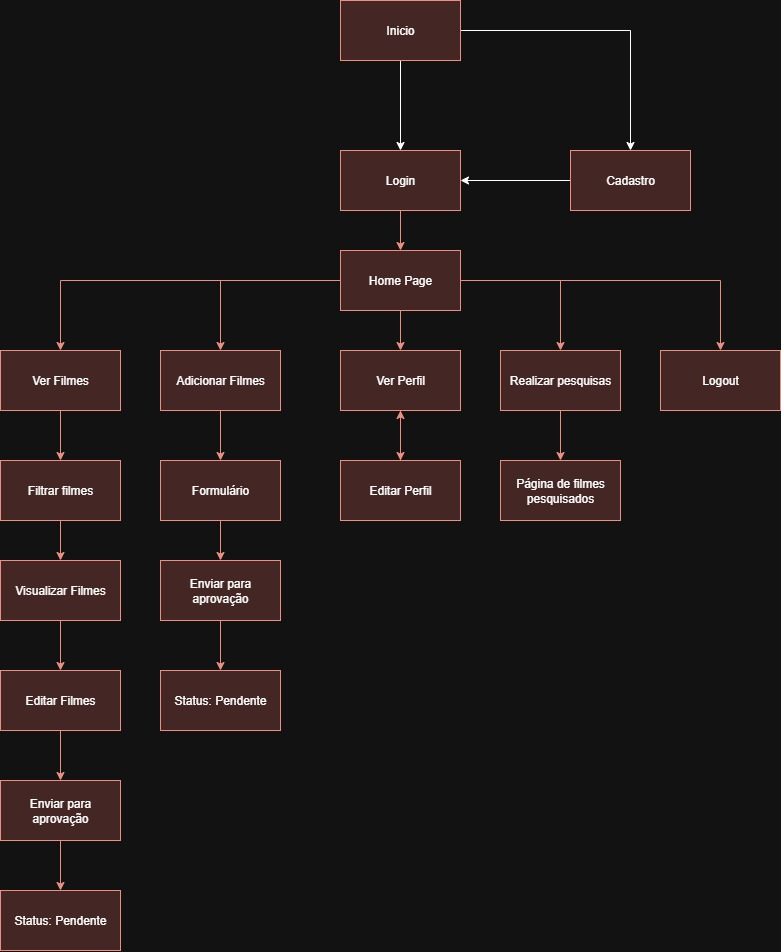 Inicio
Login
Cadastro
Home Page
Ver Filmes
Adicionar Filmes
Ver Perfil
Realizar pesquisas
Logout
Filtrar filmes
Formulário
Editar Perfil
Página de filmes
pesquisados
Visualizar Filmes
Enviar para
aprovação
Editar Filmes
Status: Pendente
Enviar para
aprovação
Status: Pendente